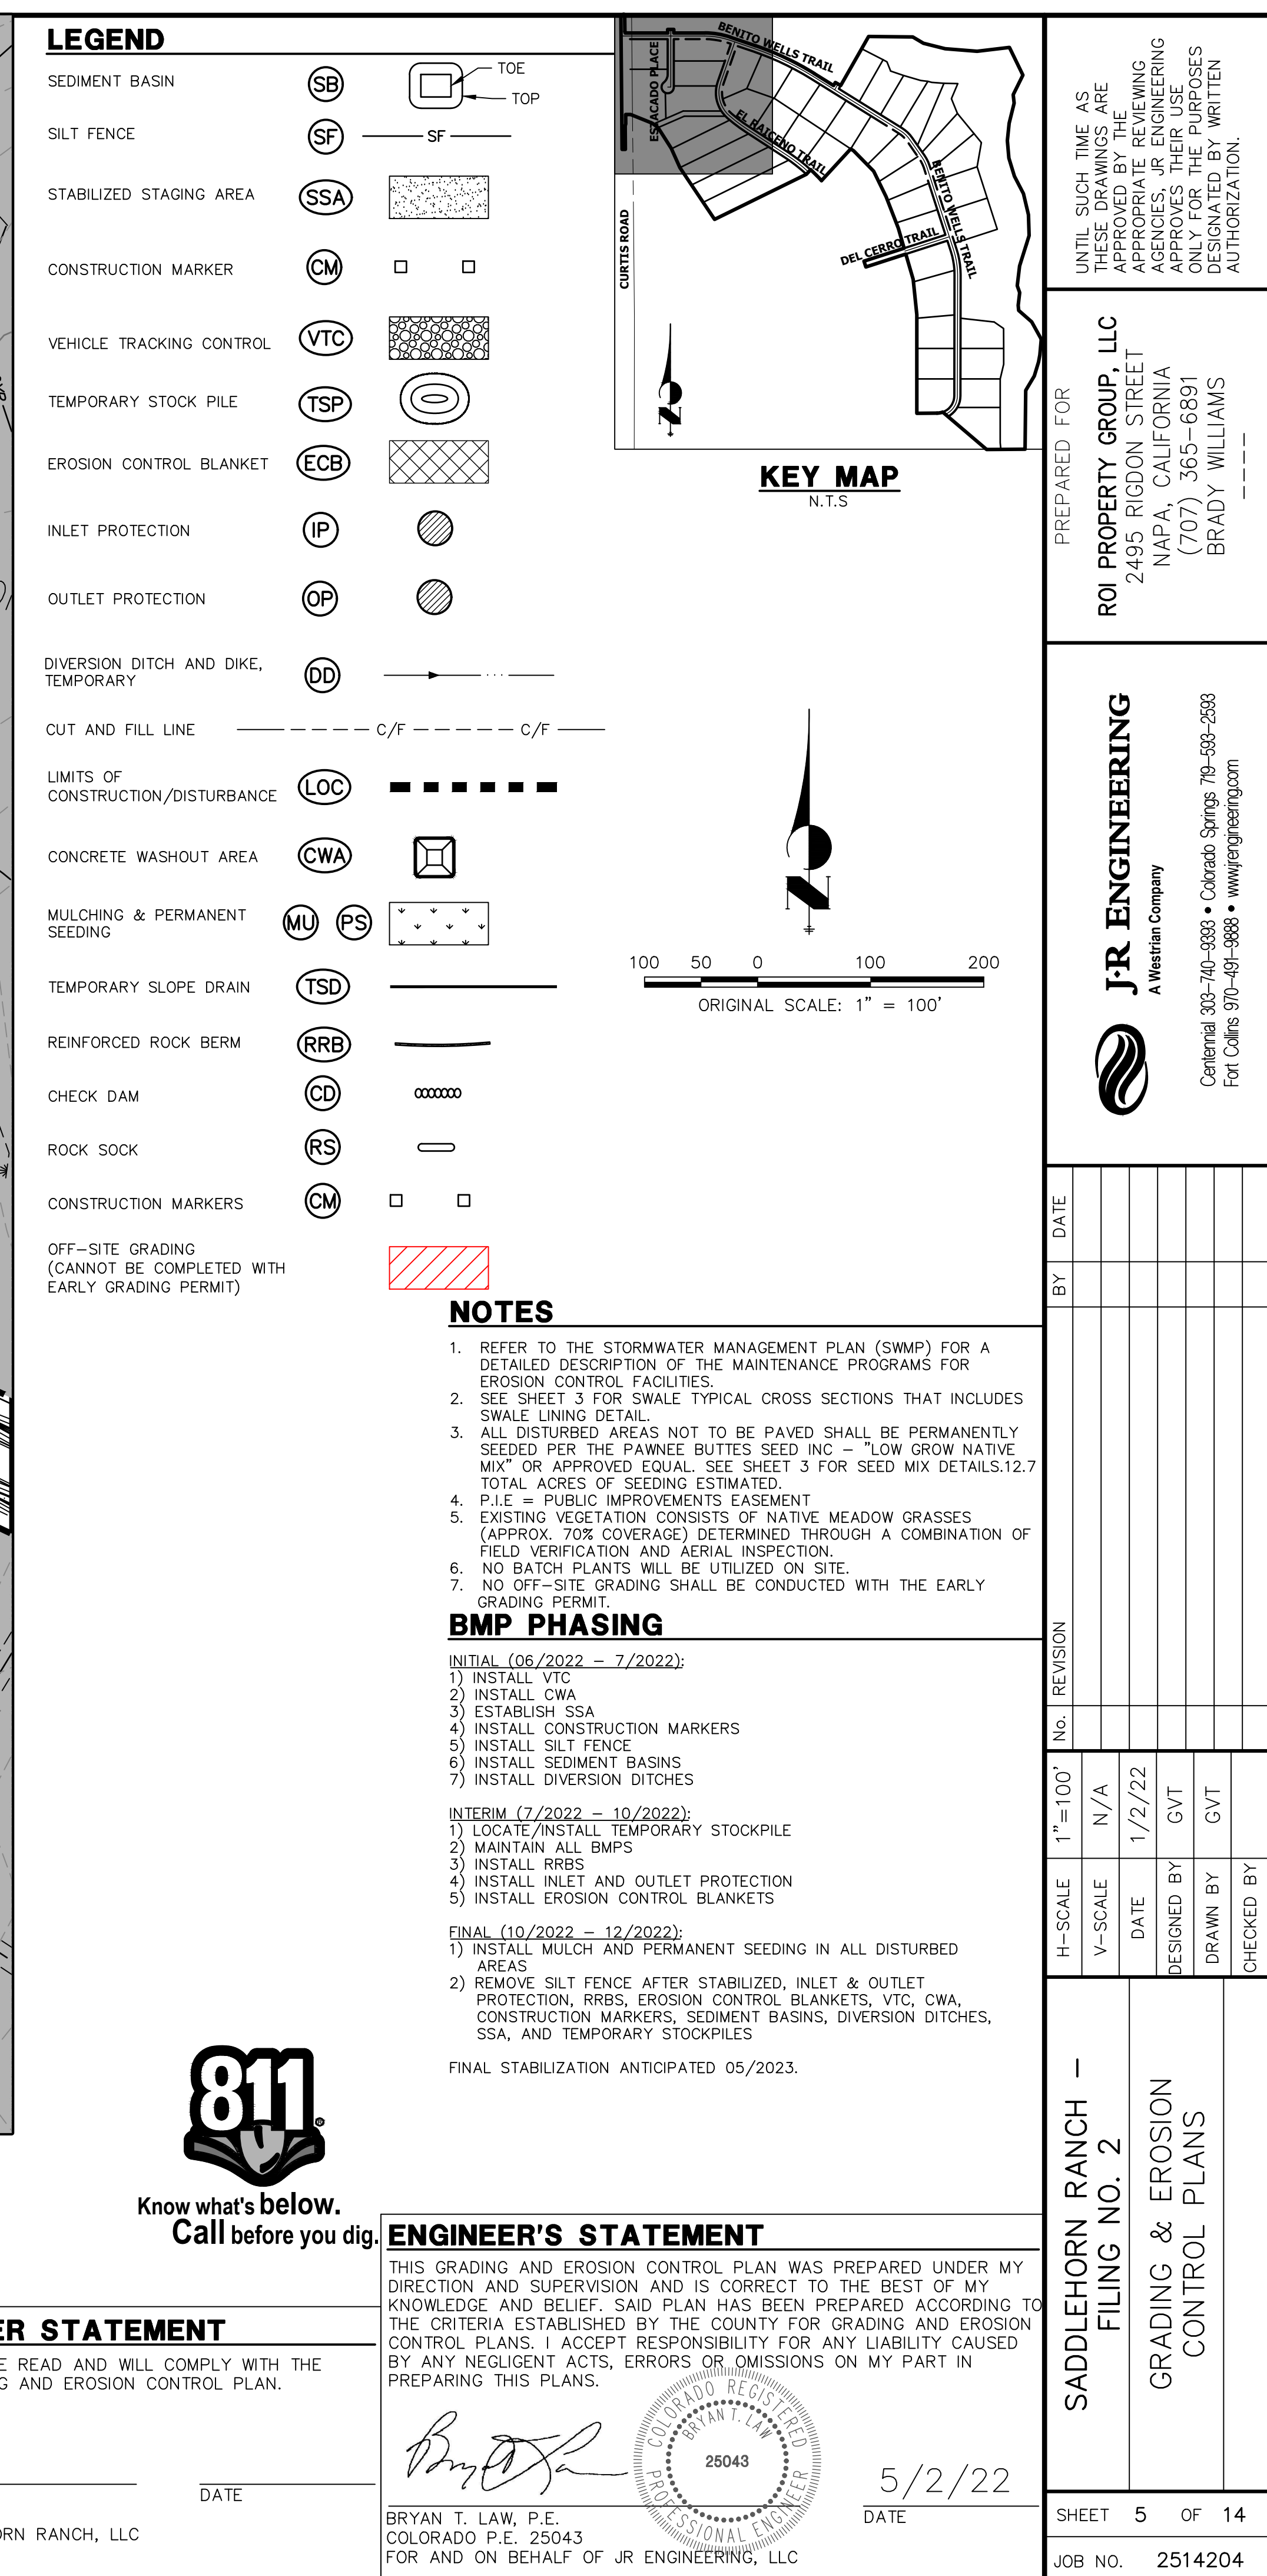 LEGEND
SEDIMENT BASIN
SB
TOE
TOP
SILT FENCE
SF
SF
STABILIZED STAGING AREA
SSA
CONSTRUCTION MARKER
CM
VEHICLE TRACKING CONTROL
VTC
TEMPORARY STOCK PILE
TSP
EROSION CONTROL BLANKET
ECB
INLET PROTECTION
IP
OUTLET PROTECTION
OP
DIVERSION DITCH AND DIKE,
TEMPORARY
DD
CUT AND FILL LINE
C/F
C/F
LIMITS OF
CONSTRUCTION/DISTURBANCE
LOC
CONCRETE WASHOUT AREA
CWA
MULCHING & PERMANENT
SEEDING
MU
PS
TEMPORARY SLOPE DRAIN
TSD
REINFORCED ROCK BERM
RRB
CHECK DAM
CD
ROCK SOCK
RS
CONSTRUCTION MARKERS
CM
OFF-SITE GRADING
(CANNOT BE COMPLETED WITH
EARLY GRADING PERMIT)
BENITO WELLS TRAIL
ESTACADO PLACE
EL RAICENO TRAIL
BENITO WELLS TRAIL
DEL CERRO TRAIL
CURTIS ROAD
N
KEY MAP
N.T.S
N
100 50 0 100 200
ORIGINAL SCALE: 1" = 100'
NOTES
1. REFER TO THE STORMWATER MANAGEMENT PLAN (SWMP) FOR A
DETAILED DESCRIPTION OF THE MAINTENANCE PROGRAMS FOR
EROSION CONTROL FACILITIES.
2. SEE SHEET 3 FOR SWALE TYPICAL CROSS SECTIONS THAT INCLUDES
SWALE LINING DETAIL.
3. ALL DISTURBED AREAS NOT TO BE PAVED SHALL BE PERMANENTLY
SEEDED PER THE PAWNEE BUTTES SEED INC - "LOW GROW NATIVE
MIX" OR APPROVED EQUAL. SEE SHEET 3 FOR SEED MIX DETAILS.12.7
TOTAL ACRES OF SEEDING ESTIMATED.
4. P.I.E = PUBLIC IMPROVEMENTS EASEMENT
5. EXISTING VEGETATION CONSISTS OF NATIVE MEADOW GRASSES
(APPROX. 70% COVERAGE) DETERMINED THROUGH A COMBINATION OF
FIELD VERIFICATION AND AERIAL INSPECTION.
6. NO BATCH PLANTS WILL BE UTILIZED ON SITE.
7. NO OFF-SITE GRADING SHALL BE CONDUCTED WITH THE EARLY
GRADING PERMIT.
BMP PHASING
INITIAL (06/2022 - 7/2022):
1) INSTALL VTC
2) INSTALL CWA
3) ESTABLISH SSA
4) INSTALL CONSTRUCTION MARKERS
5) INSTALL SILT FENCE
6) INSTALL SEDIMENT BASINS
7) INSTALL DIVERSION DITCHES
INTERIM (7/2022 - 10/2022):
1) LOCATE/INSTALL TEMPORARY STOCKPILE
2) MAINTAIN ALL BMPS
3) INSTALL RRBS
4) INSTALL INLET AND OUTLET PROTECTION
5) INSTALL EROSION CONTROL BLANKETS
FINAL (10/2022 - 12/2022):
1) INSTALL MULCH AND PERMANENT SEEDING IN ALL DISTURBED
AREAS
2) REMOVE SILT FENCE AFTER STABILIZED, INLET & OUTLET
PROTECTION, RRBS, EROSION CONTROL BLANKETS, VTC, CWA,
CONSTRUCTION MARKERS, SEDIMENT BASINS, DIVERSION DITCHES,
SSA, AND TEMPORARY STOCKPILES
FINAL STABILIZATION ANTICIPATED 05/2023.
811
Know what's below.
Call before you dig.
ER STATEMENT
E READ AND WILL COMPLY WITH THE
G AND EROSION CONTROL PLAN.
DATE
ORN RANCH, LLC
ENGINEER'S STATEMENT
THIS GRADING AND EROSION CONTROL PLAN WAS PREPARED UNDER MY
DIRECTION AND SUPERVISION AND IS CORRECT TO THE BEST OF MY
KNOWLEDGE AND BELIEF. SAID PLAN HAS BEEN PREPARED ACCORDING TO
THE CRITERIA ESTABLISHED BY THE COUNTY FOR GRADING AND EROSION
CONTROL PLANS. I ACCEPT RESPONSIBILITY FOR ANY LIABILITY CAUSED
BY ANY NEGLIGENT ACTS, ERRORS OR OMISSIONS ON MY PART IN
PREPARING THIS PLANS.
COLORADO REGISTERED
BRYAN T. LAW
25043
PROFESSIONAL ENGINEER
5/2/22
DATE
BRYAN T. LAW, P.E.
COLORADO P.E. 25043
FOR AND ON BEHALF OF JR ENGINEERING, LLC
UNTIL SUCH TIME AS
THESE DRAWINGS ARE
APPROVED BY THE
APPROPRIATE REVIEWING
AGENCIES, JR ENGINEERING
APPROVES THEIR USE
ONLY FOR THE PURPOSES
DESIGNATED BY WRITTEN
AUTHORIZATION.
PREPARED FOR
ROI PROPERTY GROUP, LLC
2495 RIGDON STREET
NAPA, CALIFORNIA
(707) 365-6891
BRADY WILLIAMS
----
J·R ENGINEERING
A Westrian Company
Centennial 303-740-9393 • Colorado Springs 719-593-2593
Fort Collins 970-491-9888 • www.jrengineering.com
No. REVISION BY DATE
H-SCALE 1"=100'
V-SCALE N/A
DATE 1/2/22
DESIGNED BY GVT
DRAWN BY GVT
CHECKED BY
SADDLEHORN RANCH -
FILING NO. 2
GRADING & EROSION
CONTROL PLANS
SHEET 5 OF 14
JOB NO. 2514204